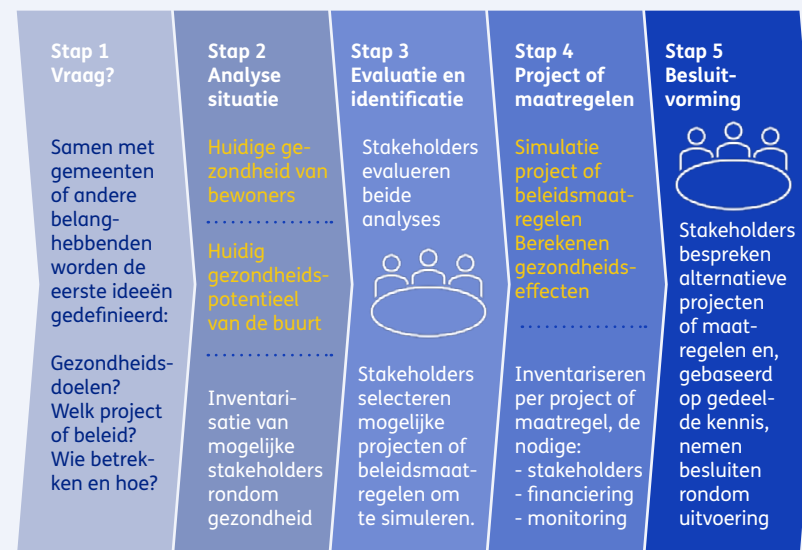 Stap 1
Vraag?
Samen met
gemeenten
of andere
belang-
hebbenden
worden de
eerste ideeën
gedefinieerd:
Gezondheids-
doelen?
Welk project
of beleid?
Wie betrek-
ken en hoe?
Stap 2
Analyse
situatie
Huidige ge-
zondheid van
bewoners
Huidig
gezondheids-
potentieel
van de buurt
Inventari-
satie van
mogelijke
stakeholders
rondom
gezondheid
Stap 3
Evaluatie en
identificatie
Stakeholders
evalueren
beide
analyses
Stakeholders
selecteren
mogelijke
projecten of
beleidsmaat-
regelen om
te simuleren.
Stap 4
Project of
maatregelen
Simulatie
project of
beleidsmaat-
regelen
Berekenen
gezondheids-
effecten
Inventariseren
per project of
maatregel, de
nodige:
- stakeholders
- financiering
- monitoring
Stap 5
Besluit-
vorming
Stakeholders
bespreken
alternatieve
projecten
of maat-
regelen en,
gebaseerd
op gedeel-
de kennis,
nemen
besluiten
rondom
uitvoering